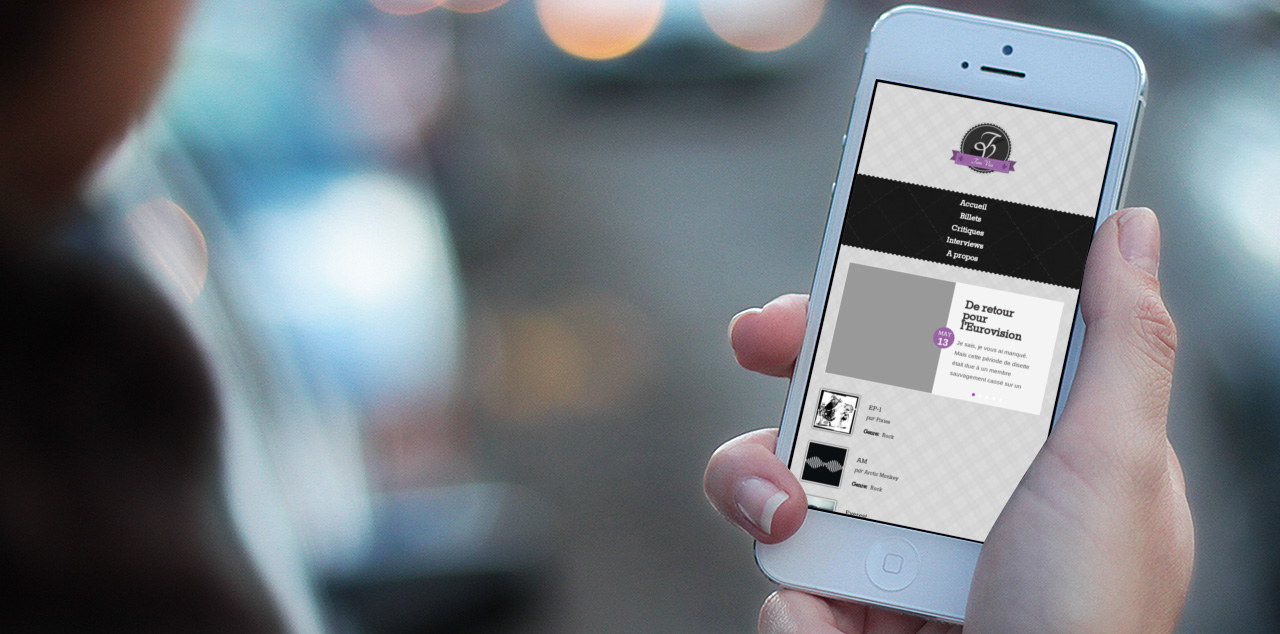 Accueil
Billets
Critiques
Interviews
A propos
De retour
pour
l'Eurovision
MAY
13
Je sais, je vous ai manqué.
Mais cette période de disette
était due à un membre
sauvagement cassé sur un
EP-1
par Pixies
Genre: Rock
AM
par Arctic Monkey
Genre: Rock